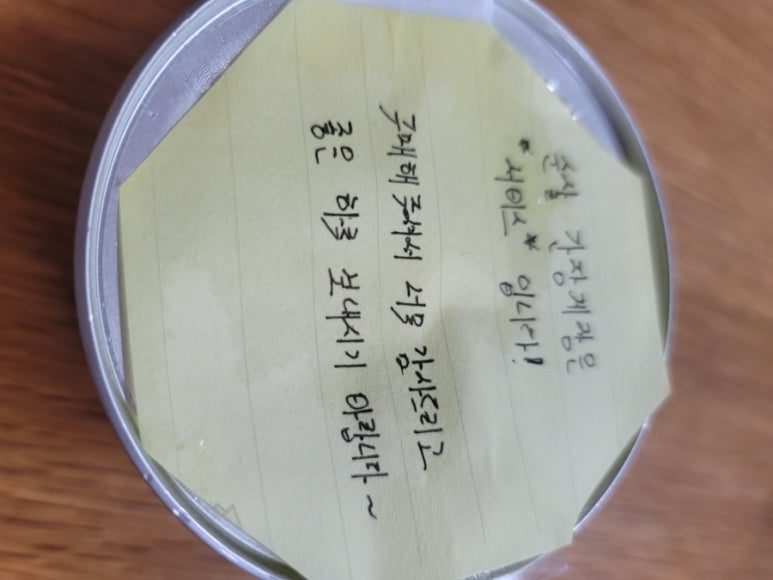 손실 간장게장은
*서비스* 입니다!
구매해 주셔서 너무 감사드리고
좋은 하루 보내시기 바랍니다~